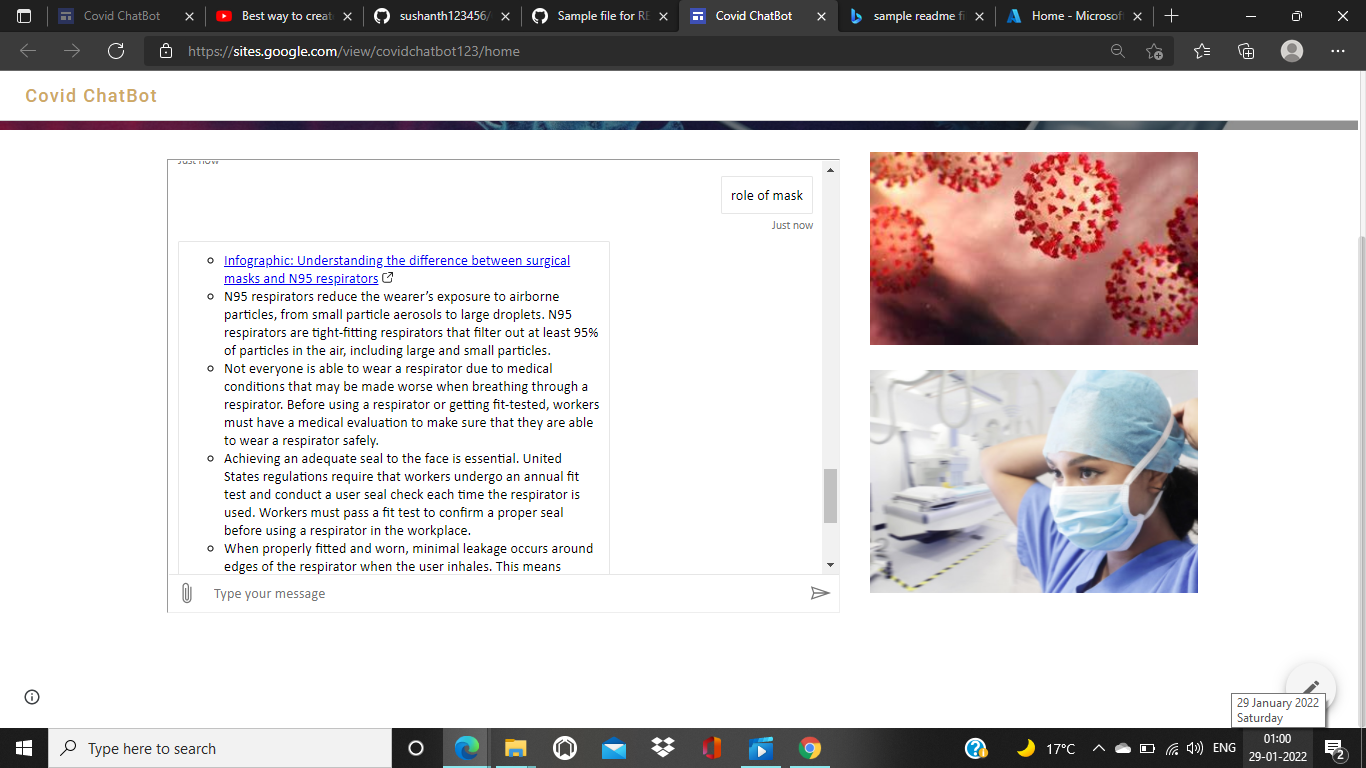 Covid ChatBot
Best way to creat
sushanth123456/
Sample file for RE
Covid ChatBot
sample readme fi
Home - Microsof
https://sites.google.com/view/covidchatbot123/home
Covid ChatBot
Just now
role of mask
Just now
Infographic: Understanding the difference between surgical
masks and N95 respirators
N95 respirators reduce the wearer’s exposure to airborne
particles, from small particle aerosols to large droplets. N95
respirators are tight-fitting respirators that filter out at least 95%
of particles in the air, including large and small particles.
Not everyone is able to wear a respirator due to medical
conditions that may be made worse when breathing through a
respirator. Before using a respirator or getting fit-tested, workers
must have a medical evaluation to make sure that they are able
to wear a respirator safely.
Achieving an adequate seal to the face is essential. United
States regulations require that workers undergo an annual fit
test and conduct a user seal check each time the respirator is
used. Workers must pass a fit test to confirm a proper seal
before using a respirator in the workplace.
When properly fitted and worn, minimal leakage occurs around
edges of the respirator when the user inhales. This means
Type your message
29 January 2022
Saturday
Type here to search
17°C
ENG
01:00
29-01-2022
2